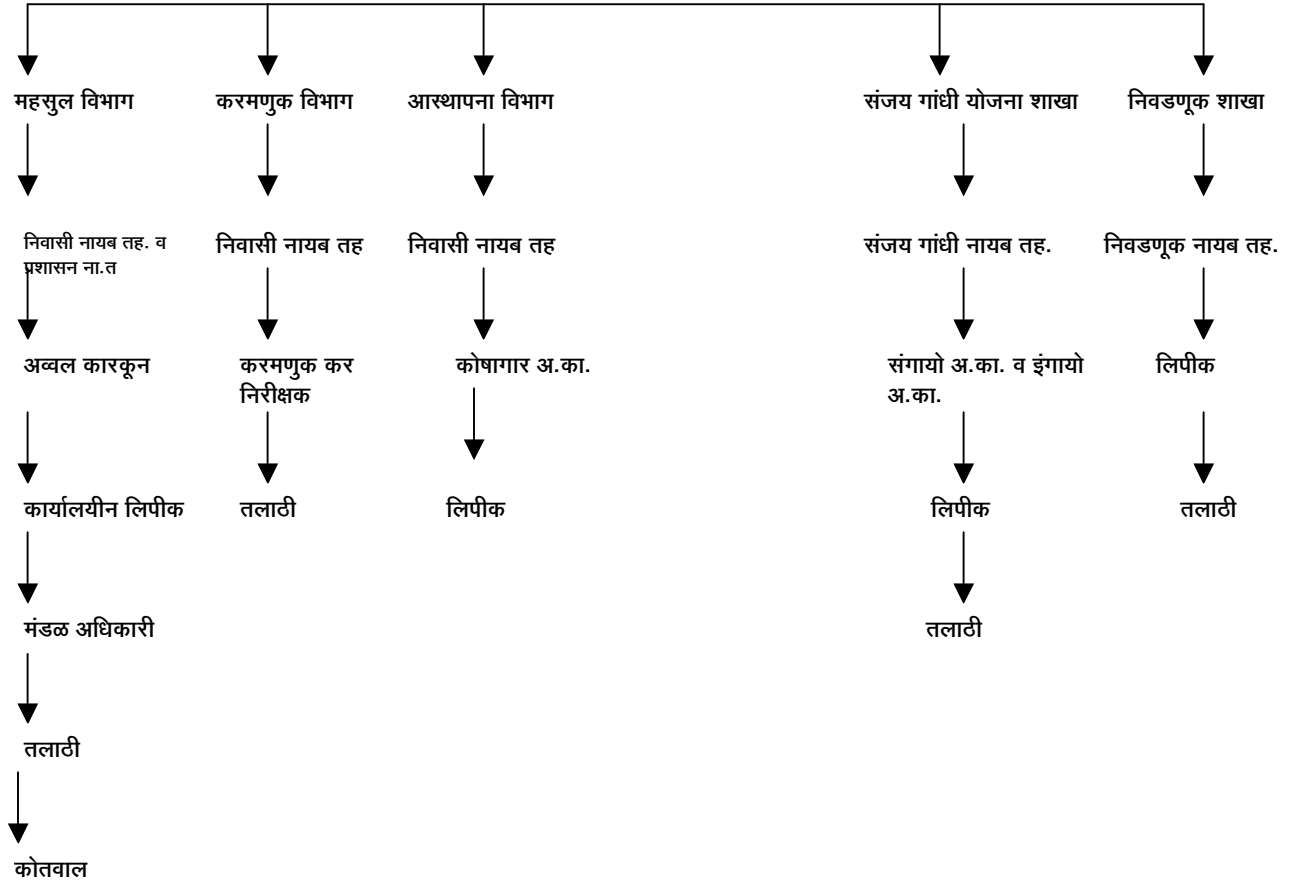 महसुल विभाग
करमणुक विभाग
आस्थापना विभाग
संजय गांधी योजना शाखा
निवडणूक शाखा
निवासी नायब तह. व
प्रशासन ना.त
निवासी नायब तह
निवासी नायब तह
संजय गांधी नायब तह.
निवडणूक नायब तह.
अव्वल कारकून
करमणुक कर
निरीक्षक
कोषागार अ.का.
संगायो अ.का. व इंगायो
अ.का.
लिपीक
कार्यालयीन लिपीक
तलाठी
लिपीक
लिपीक
तलाठी
मंडळ अधिकारी
तलाठी
तलाठी
कोतवाल